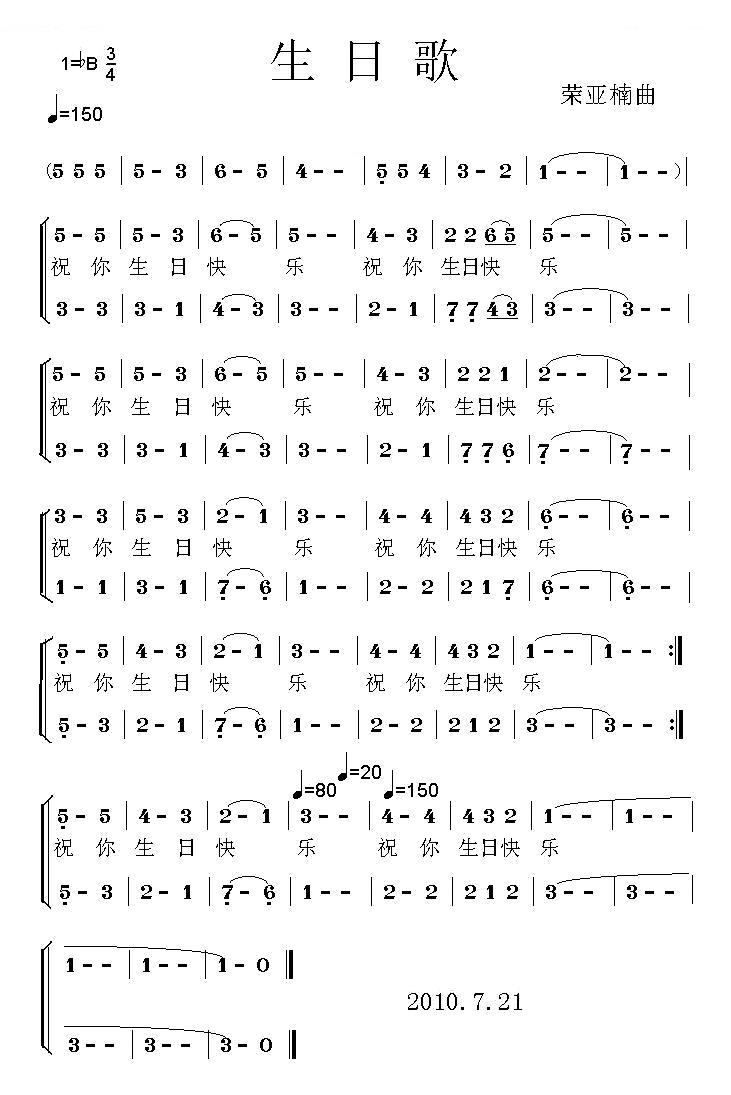 生日歌
1=♭B 3/4
荣亚楠曲
♩=150
(5 5 5 | 5 - 3 | 6 - 5 | 4 - - | 5̣ 5 4 | 3 - 2 | 1 - - | 1 - - )|
5 - 5 | 5 - 3 | 6 - 5 | 5 - - | 4 - 3 | 2 2 6 5 | 5 - - | 5 - - |
祝 你 生 日 快 乐 祝 你 生日快 乐
3 - 3 | 3 - 1 | 4 - 3 | 3 - - | 2 - 1 | 7̣ 7̣ 4 3 | 3 - - | 3 - - |
5 - 5 | 5 - 3 | 6 - 5 | 5 - - | 4 - 3 | 2 2 1 | 2 - - | 2 - - |
祝 你 生 日 快 乐 祝 你 生日快 乐
3 - 3 | 3 - 1 | 4 - 3 | 3 - - | 2 - 1 | 7̣ 7̣ 6̣ | 7̣ - - | 7̣ - - |
3 - 3 | 5 - 3 | 2 - 1 | 3 - - | 4 - 4 | 4 3 2 | 6̣ - - | 6̣ - - |
祝 你 生 日 快 乐 祝 你 生日快 乐
1 - 1 | 3 - 1 | 7̣ - 6̣ | 1 - - | 2 - 2 | 2 1 7̣ | 6̣ - - | 6̣ - - |
5̣ - 5 | 4 - 3 | 2 - 1 | 3 - - | 4 - 4 | 4 3 2 | 1 - - | 1 - - :||
祝 你 生 日 快 乐 祝 你 生日快 乐
5̣ - 3 | 2 - 1 | 7̣ - 6̣ | 1 - - | 2 - 2 | 2 1 2 | 3 - - | 3 - - :||
♩=80 ♩=20 ♩=150
5̣ - 5 | 4 - 3 | 2 - 1 | 3 - - | 4 - 4 | 4 3 2 | 1 - - | 1 - - |
祝 你 生 日 快 乐 祝 你 生日快 乐
5̣ - 3 | 2 - 1 | 7̣ - 6̣ | 1 - - | 2 - 2 | 2 1 2 | 3 - - | 3 - - |
1 - - | 1 - - | 1 - 0 ||
2010.7.21
3 - - | 3 - - | 3 - 0 ||